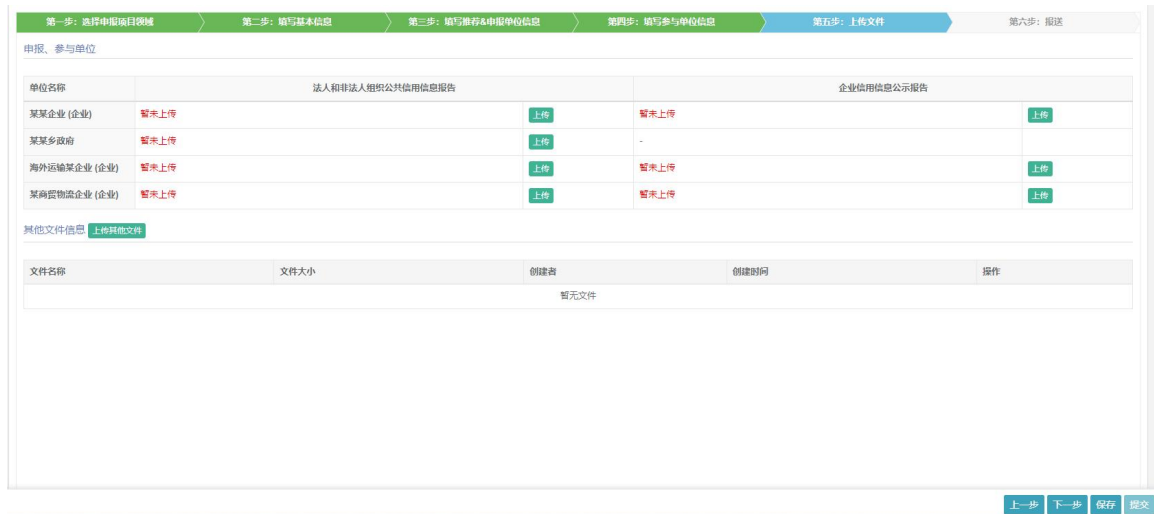 第一步：选择申报项目领域 第二步：填写基本信息 第三步：填写推荐&申报单位信息 第四步：填写参与单位信息 第五步：上传文件 第六步：报送
申报、参与单位
单位名称 法人和非法人组织公共信用信息报告 企业信用信息公示报告
某某企业 (企业) 暂未上传 上传 暂未上传 上传
某某乡政府 暂未上传 上传 -
海外运输某企业 (企业) 暂未上传 上传 暂未上传 上传
某商贸物流企业 (企业) 暂未上传 上传 暂未上传 上传
其他文件信息 上传其他文件
文件名称 文件大小 创建者 创建时间 操作
暂无文件
上一步 下一步 保存 提交